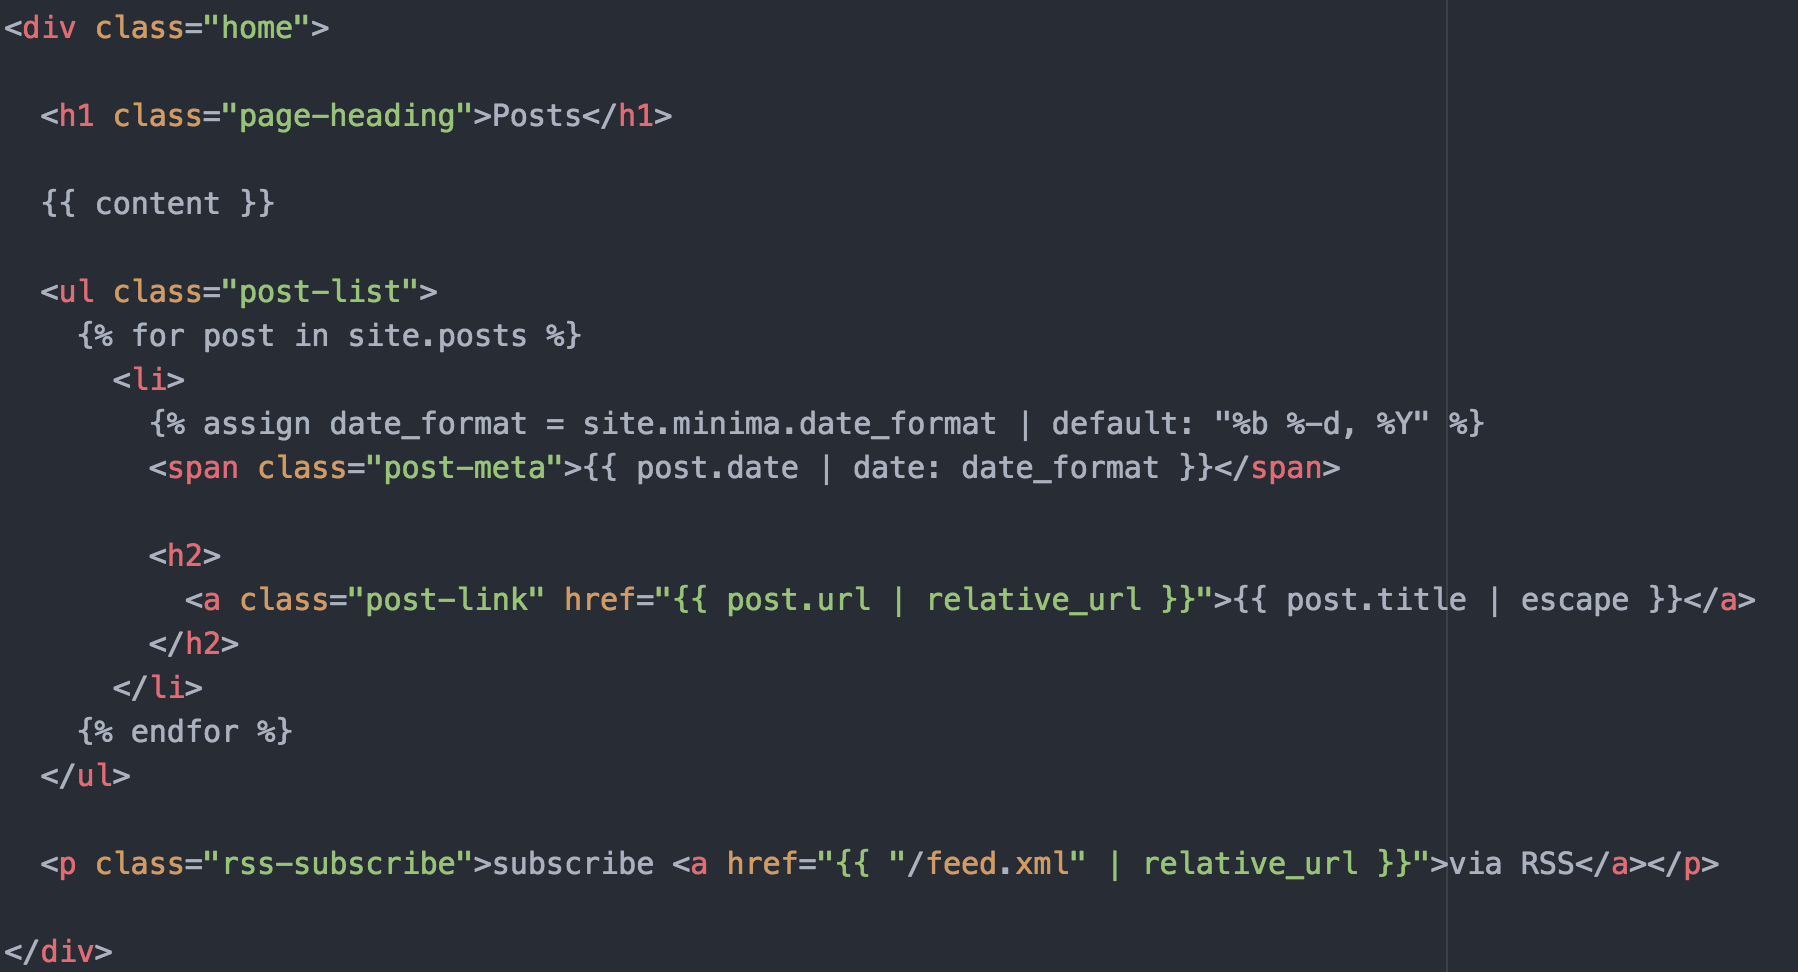 <div class="home">
<h1 class="page-heading">Posts</h1>
{{ content }}
<ul class="post-list">
{% for post in site.posts %}
<li>
{% assign date_format = site.minima.date_format | default: "%b %-d, %Y" %}
<span class="post-meta">{{ post.date | date: date_format }}</span>
<h2>
<a class="post-link" href="{{ post.url | relative_url }}">{{ post.title | escape }}</a>
</h2>
</li>
{% endfor %}
</ul>
<p class="rss-subscribe">subscribe <a href="{{ "/feed.xml" | relative_url }}">via RSS</a></p>
</div>